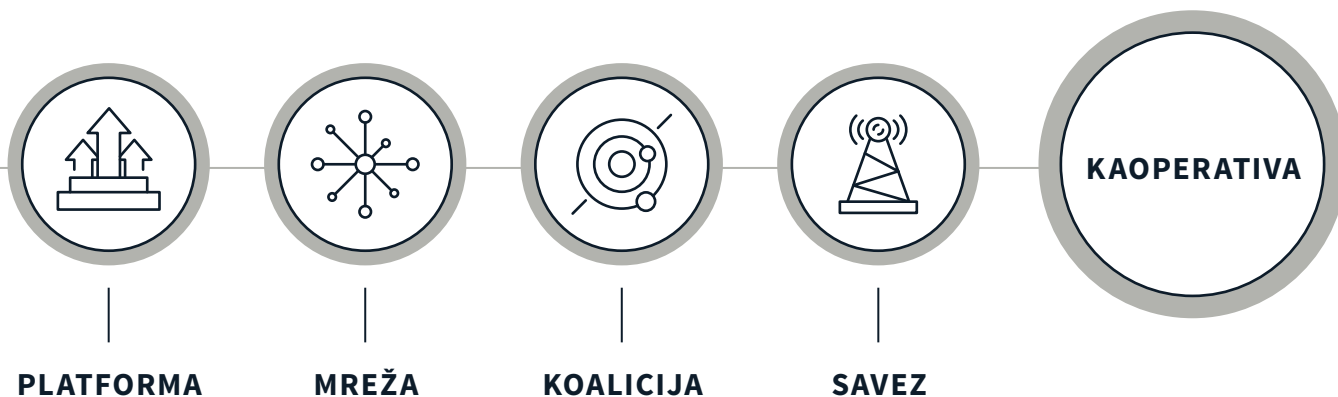 KAOPERATIVA
PLATFORMA
MREŽA
KOALICIJA
SAVEZ